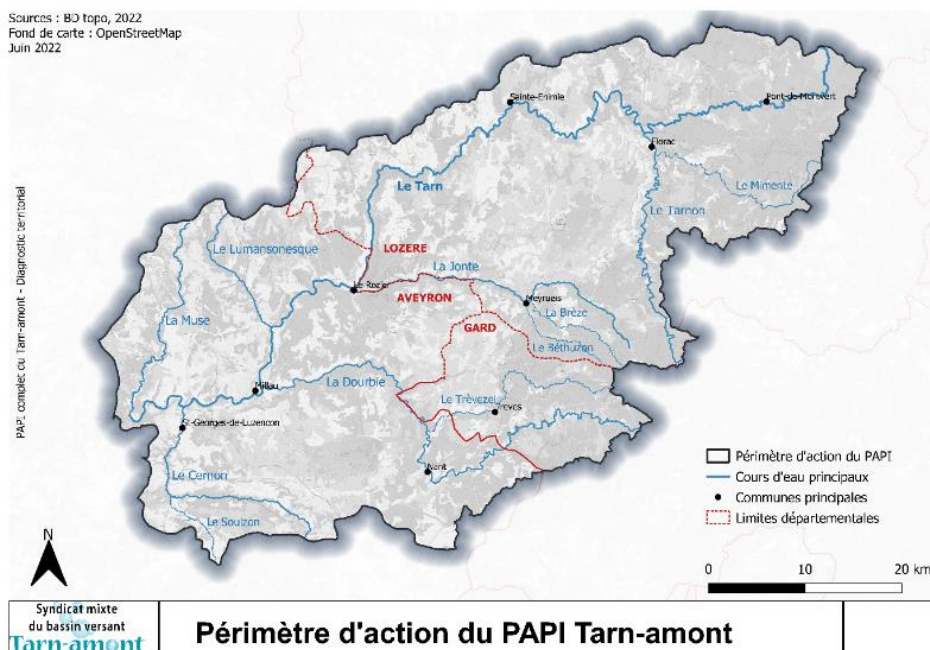 Sources : BD topo, 2022
Fond de carte : OpenStreetMap
Juin 2022
PAPI complet du Tarn-amont - Diagnostic territorial
Sainte-Enimie
Pont-de-Montvert
Florac
Le Mimente
Le Tarn
Le Tarnon
Le Lumansonesque
LOZERE
La Jonte
Le Rozier
AVEYRON
Meyrueis
La Brèze
La Muse
GARD
Le Béthuzon
Millau
La Dourbie
Le Trèvezel
Trèves
St-Georges-de-Luzencon
Nant
Le Cernon
Le Soulzon
Périmètre d'action du PAPI
Cours d'eau principaux
Communes principales
Limites départementales
N
0 10 20 km
Syndicat mixte
du bassin versant
Tarn-amont
Périmètre d'action du PAPI Tarn-amont